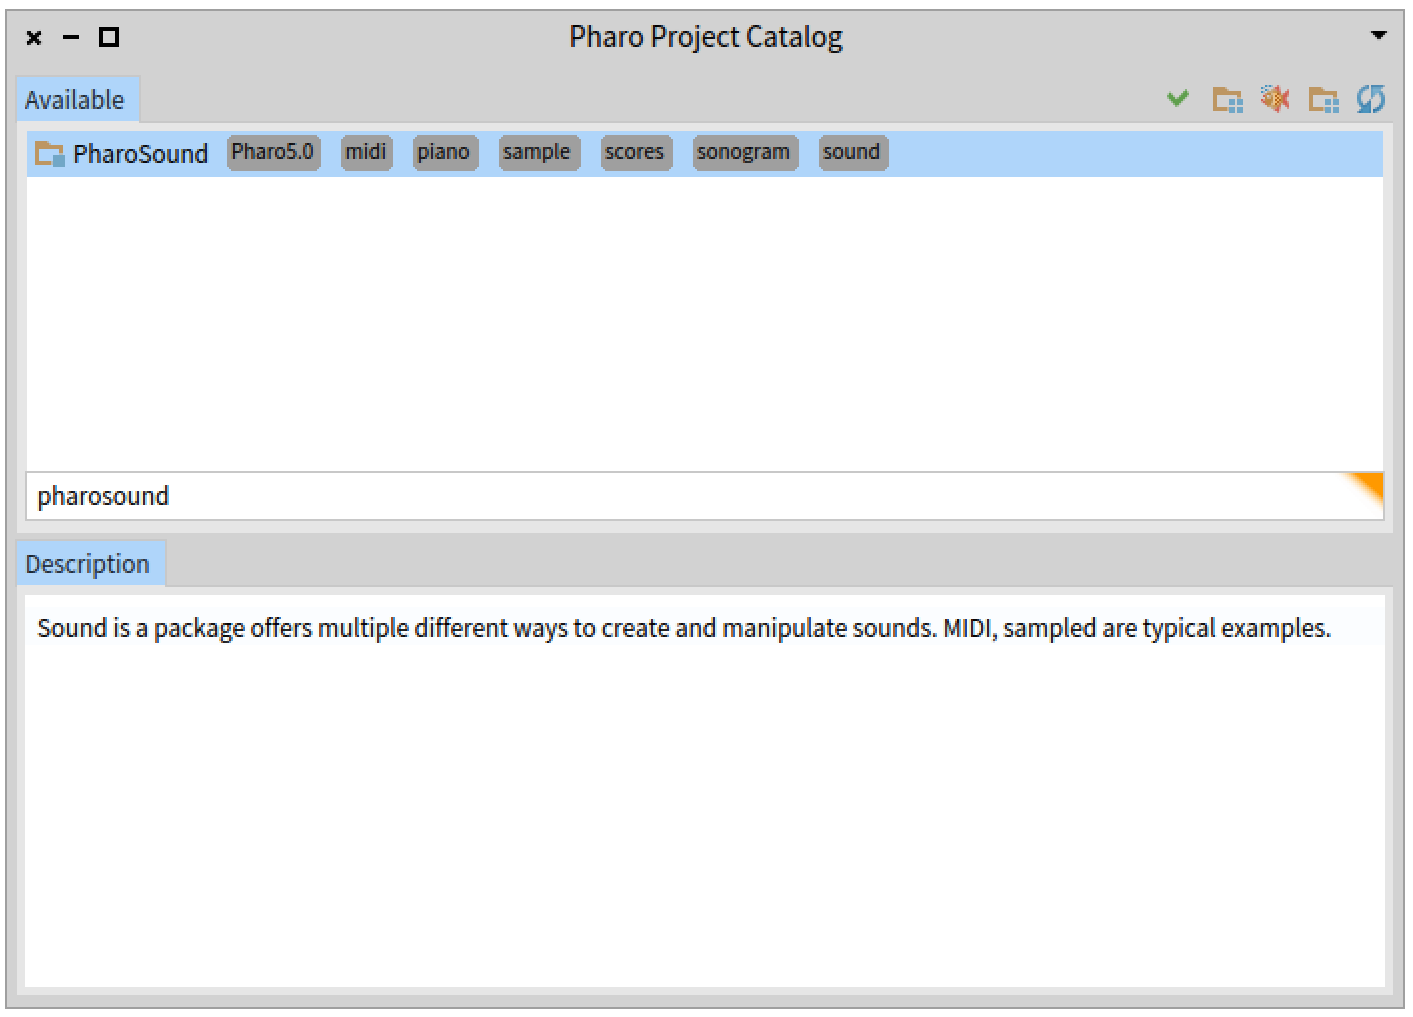 Pharo Project Catalog
Available
PharoSound Pharo5.0 midi piano sample scores sonogram sound
pharosound
Description
Sound is a package offers multiple different ways to create and manipulate sounds. MIDI, sampled are typical examples.